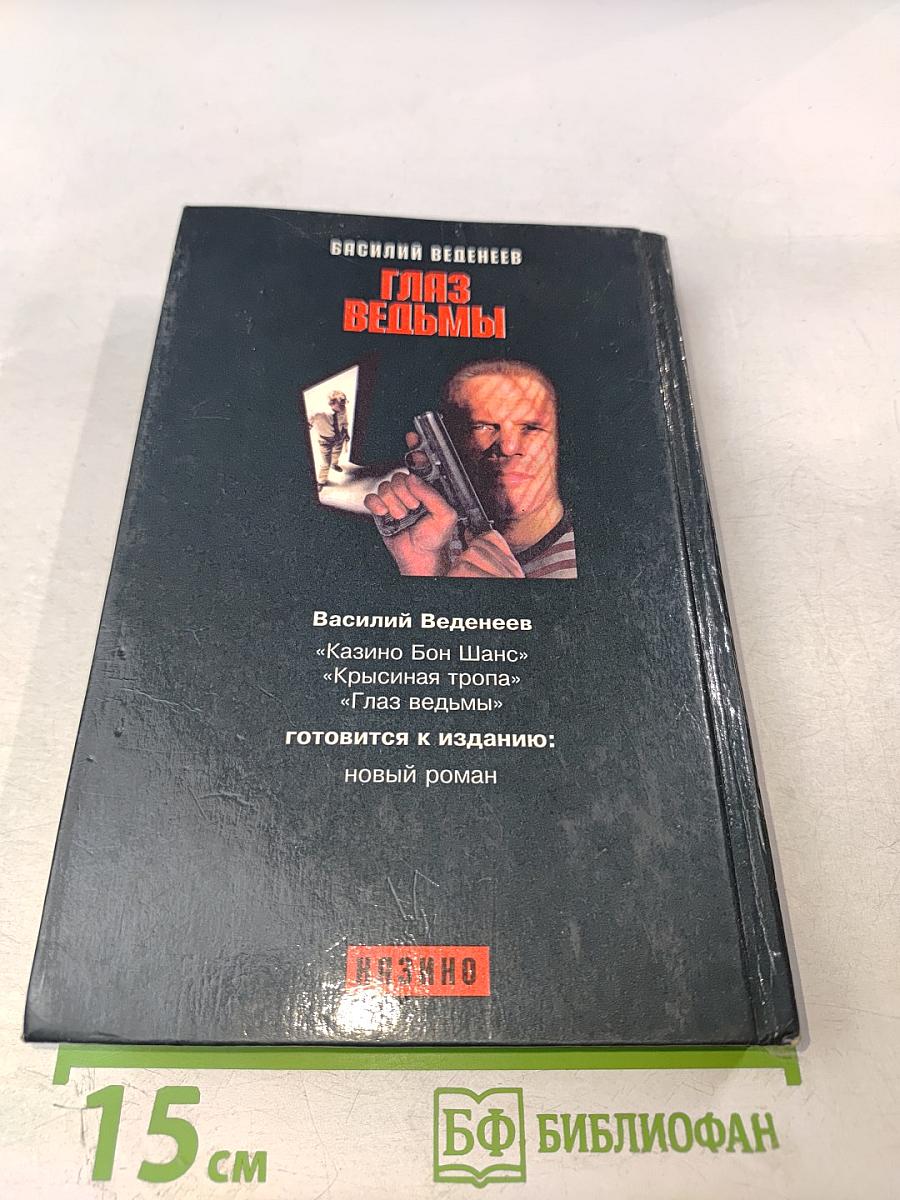 ВАСИЛИЙ ВЕДЕНЕЕВ
ГЛАЗ
ВЕДЬМЫ
Василий Веденеев
«Казино Бон Шанс»
«Крысиная тропа»
«Глаз ведьмы»
готовится к изданию:
новый роман
КАЗИНО
15 см
БФ БИБЛИОФАН